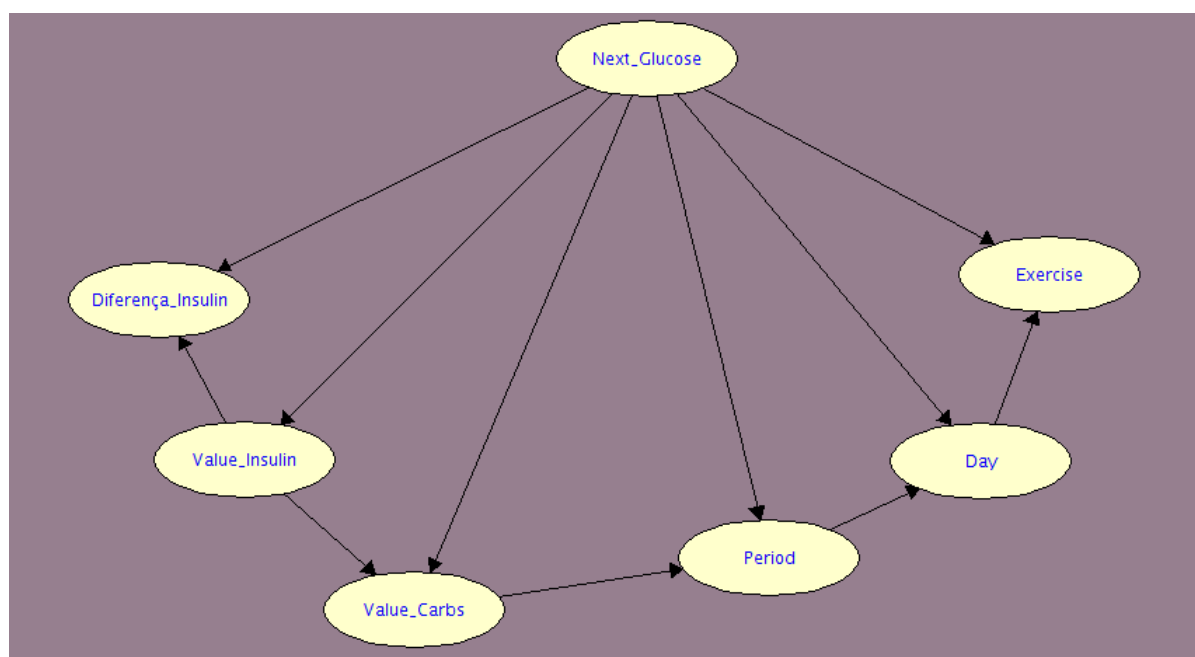 Next_Glucose
Exercise
Diferença_Insulin
Value_Insulin
Day
Period
Value_Carbs